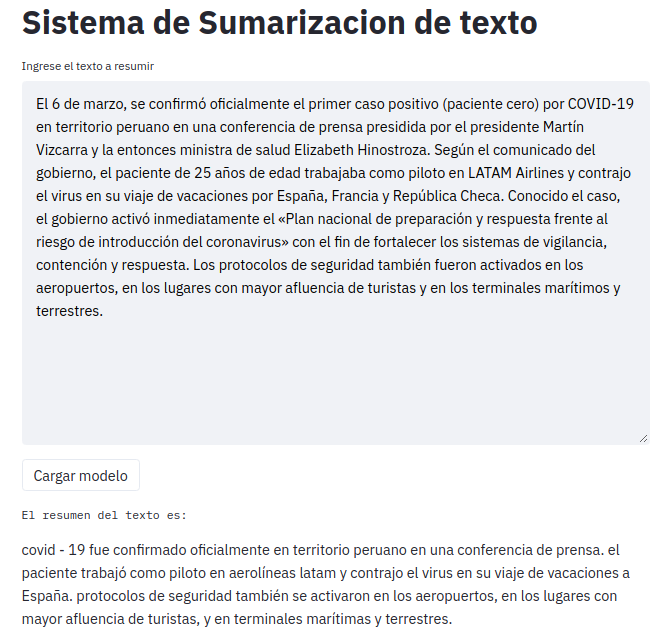 Sistema de Sumarizacion de texto
Ingrese el texto a resumir
El 6 de marzo, se confirmó oficialmente el primer caso positivo (paciente cero) por COVID-19
en territorio peruano en una conferencia de prensa presidida por el presidente Martín
Vizcarra y la entonces ministra de salud Elizabeth Hinostroza. Según el comunicado del
gobierno, el paciente de 25 años de edad trabajaba como piloto en LATAM Airlines y contrajo
el virus en su viaje de vacaciones por España, Francia y República Checa. Conocido el caso,
el gobierno activó inmediatamente el «Plan nacional de preparación y respuesta frente al
riesgo de introducción del coronavirus» con el fin de fortalecer los sistemas de vigilancia,
contención y respuesta. Los protocolos de seguridad también fueron activados en los
aeropuertos, en los lugares con mayor afluencia de turistas y en los terminales marítimos y
terrestres.
Cargar modelo
El resumen del texto es:
covid - 19 fue confirmado oficialmente en territorio peruano en una conferencia de prensa. el
paciente trabajó como piloto en aerolíneas latam y contrajo el virus en su viaje de vacaciones a
España. protocolos de seguridad también se activaron en los aeropuertos, en los lugares con
mayor afluencia de turistas, y en terminales marítimas y terrestres.